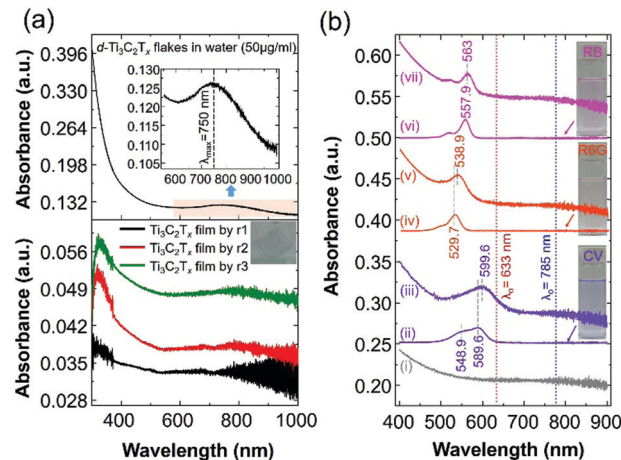 (a)
d-Ti₃C₂Tₓ flakes in water (50µg/ml)
0.396
0.330
0.264
0.198
0.132
Absorbance (a.u.)
0.125
0.120
0.115
0.110
0.105
λmax=750 nm
600 700 800 900 1000
Ti₃C₂Tₓ film by r1
Ti₃C₂Tₓ film by r2
Ti₃C₂Tₓ film by r3
0.056
0.049
0.042
0.035
0.028
Absorbance (a.u.)
400 600 800 1000
Wavelength (nm)
(b)
0.60
0.55
0.50
0.45
0.40
0.35
0.30
0.25
0.20
Absorbance (a.u.)
563
RB
(vii)
557.9
(vi)
538.9
R6G
(v)
(iv)
529.7
599.6
λo= 633 nm
λo= 785 nm
CV
(iii)
(ii)
548.9
589.6
(i)
400 500 600 700 800 900
Wavelength (nm)